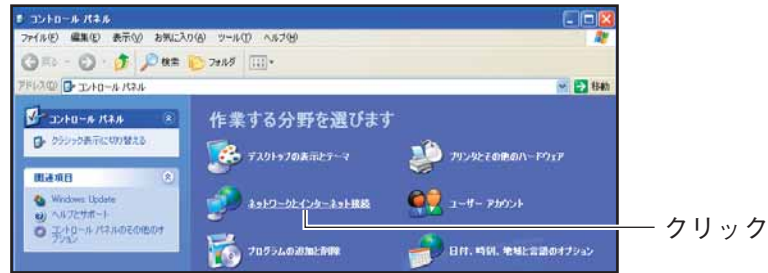 コントロール パネル
ファイル(F) 編集(E) 表示(V) お気に入り(A) ツール(T) ヘルプ(H)
戻る 検索 フォルダ
アドレス(D) コントロール パネル 移動
コントロール パネル
クラシック表示に切り替える
関連項目
Windows Update
ヘルプとサポート
コントロール パネルのその他のオプション
作業する分野を選びます
デスクトップの表示とテーマ
プリンタとその他のハードウェア
ネットワークとインターネット接続
ユーザー アカウント
プログラムの追加と削除
日付、時刻、地域と言語のオプション
クリック